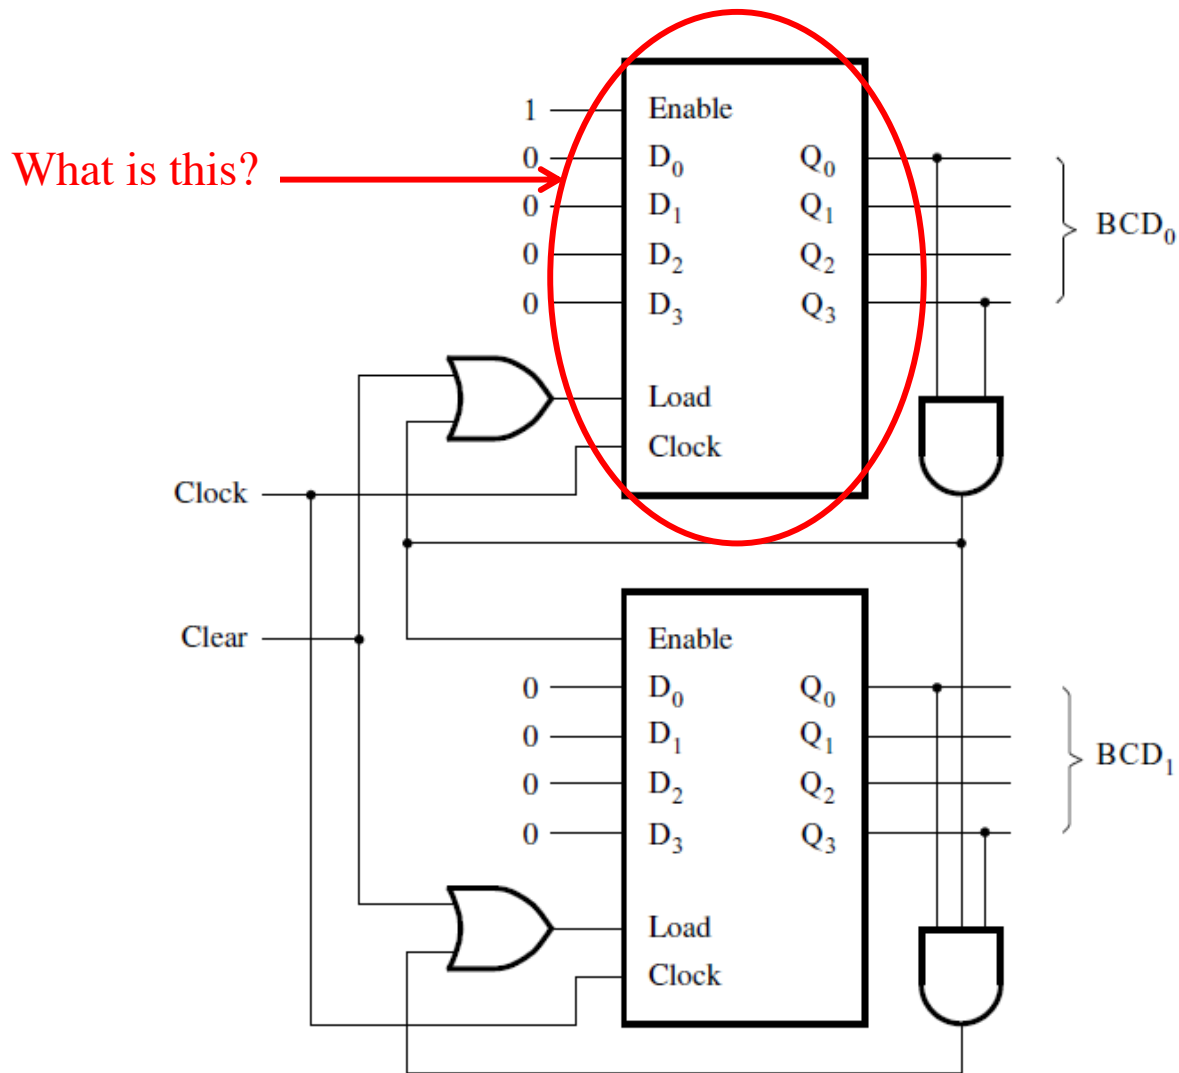 1 Enable
What is this?
0 D0 Q0
0 D1 Q1
0 D2 Q2
0 D3 Q3
BCD0
Load
Clock
Clock
Clear
Enable
0 D0 Q0
0 D1 Q1
0 D2 Q2
0 D3 Q3
BCD1
Load
Clock